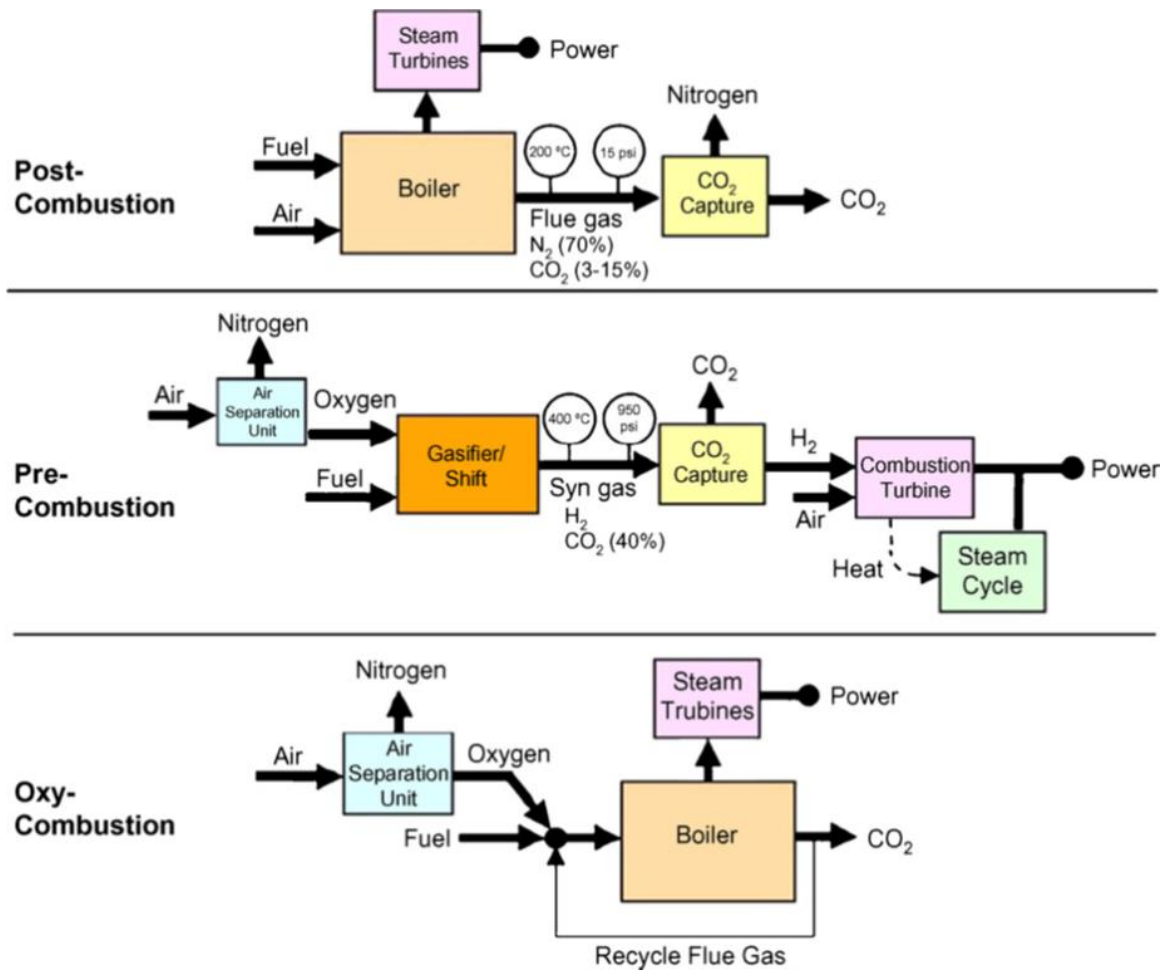 Post-
Combustion
Steam
Turbines
Power
Fuel
Air
Boiler
200 ºC
15 psi
Flue gas
N₂ (70%)
CO₂ (3-15%)
Nitrogen
CO₂
Capture
CO₂
Pre-
Combustion
Nitrogen
Air
Air
Separation
Unit
Oxygen
Fuel
Gasifier/
Shift
400 ºC
950
psi
Syn gas
H₂
CO₂ (40%)
CO₂
CO₂
Capture
H₂
Air
Combustion
Turbine
Power
Heat
Steam
Cycle
Oxy-
Combustion
Nitrogen
Air
Air
Separation
Unit
Oxygen
Fuel
Steam
Trubines
Power
Boiler
CO₂
Recycle Flue Gas